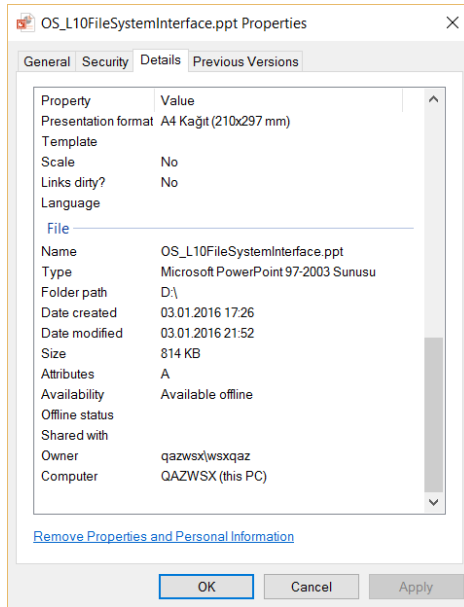 OS_L10FileSystemInterface.ppt Properties
General Security Details Previous Versions
Property Value
Presentation format A4 Kağıt (210x297 mm)
Template
Scale No
Links dirty? No
Language
File
Name OS_L10FileSystemInterface.ppt
Type Microsoft PowerPoint 97-2003 Sunusu
Folder path D:\
Date created 03.01.2016 17:26
Date modified 03.01.2016 21:52
Size 814 KB
Attributes A
Availability Available offline
Offline status
Shared with
Owner qazwsx\wsxqaz
Computer QAZWSX (this PC)
Remove Properties and Personal Information
OK Cancel Apply